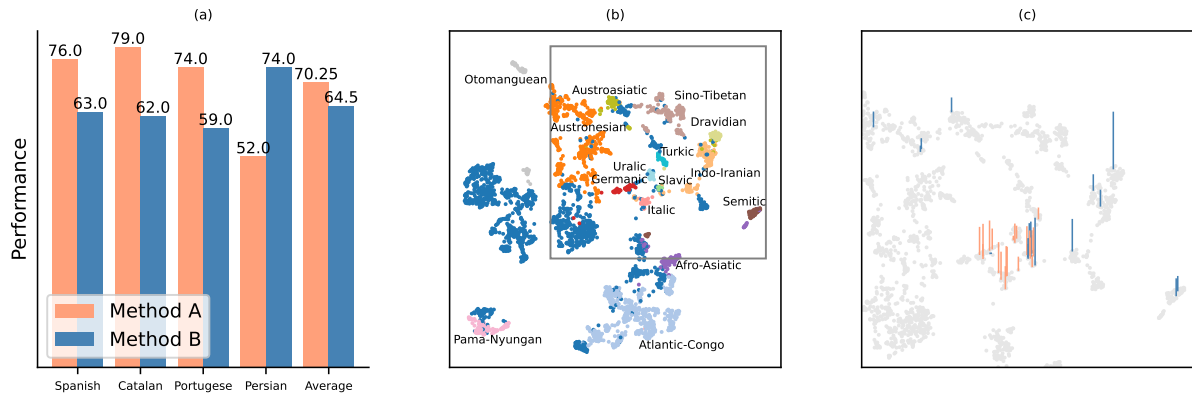 (a)
Performance
76.0
63.0
79.0
62.0
74.0
59.0
52.0
74.0
70.25
64.5
Method A
Method B
Spanish
Catalan
Portugese
Persian
Average
(b)
Otomanguean
Austroasiatic
Sino-Tibetan
Dravidian
Austronesian
Turkic
Uralic
Indo-Iranian
Germanic
Slavic
Semitic
Italic
Afro-Asiatic
Pama-Nyungan
Atlantic-Congo
(c)